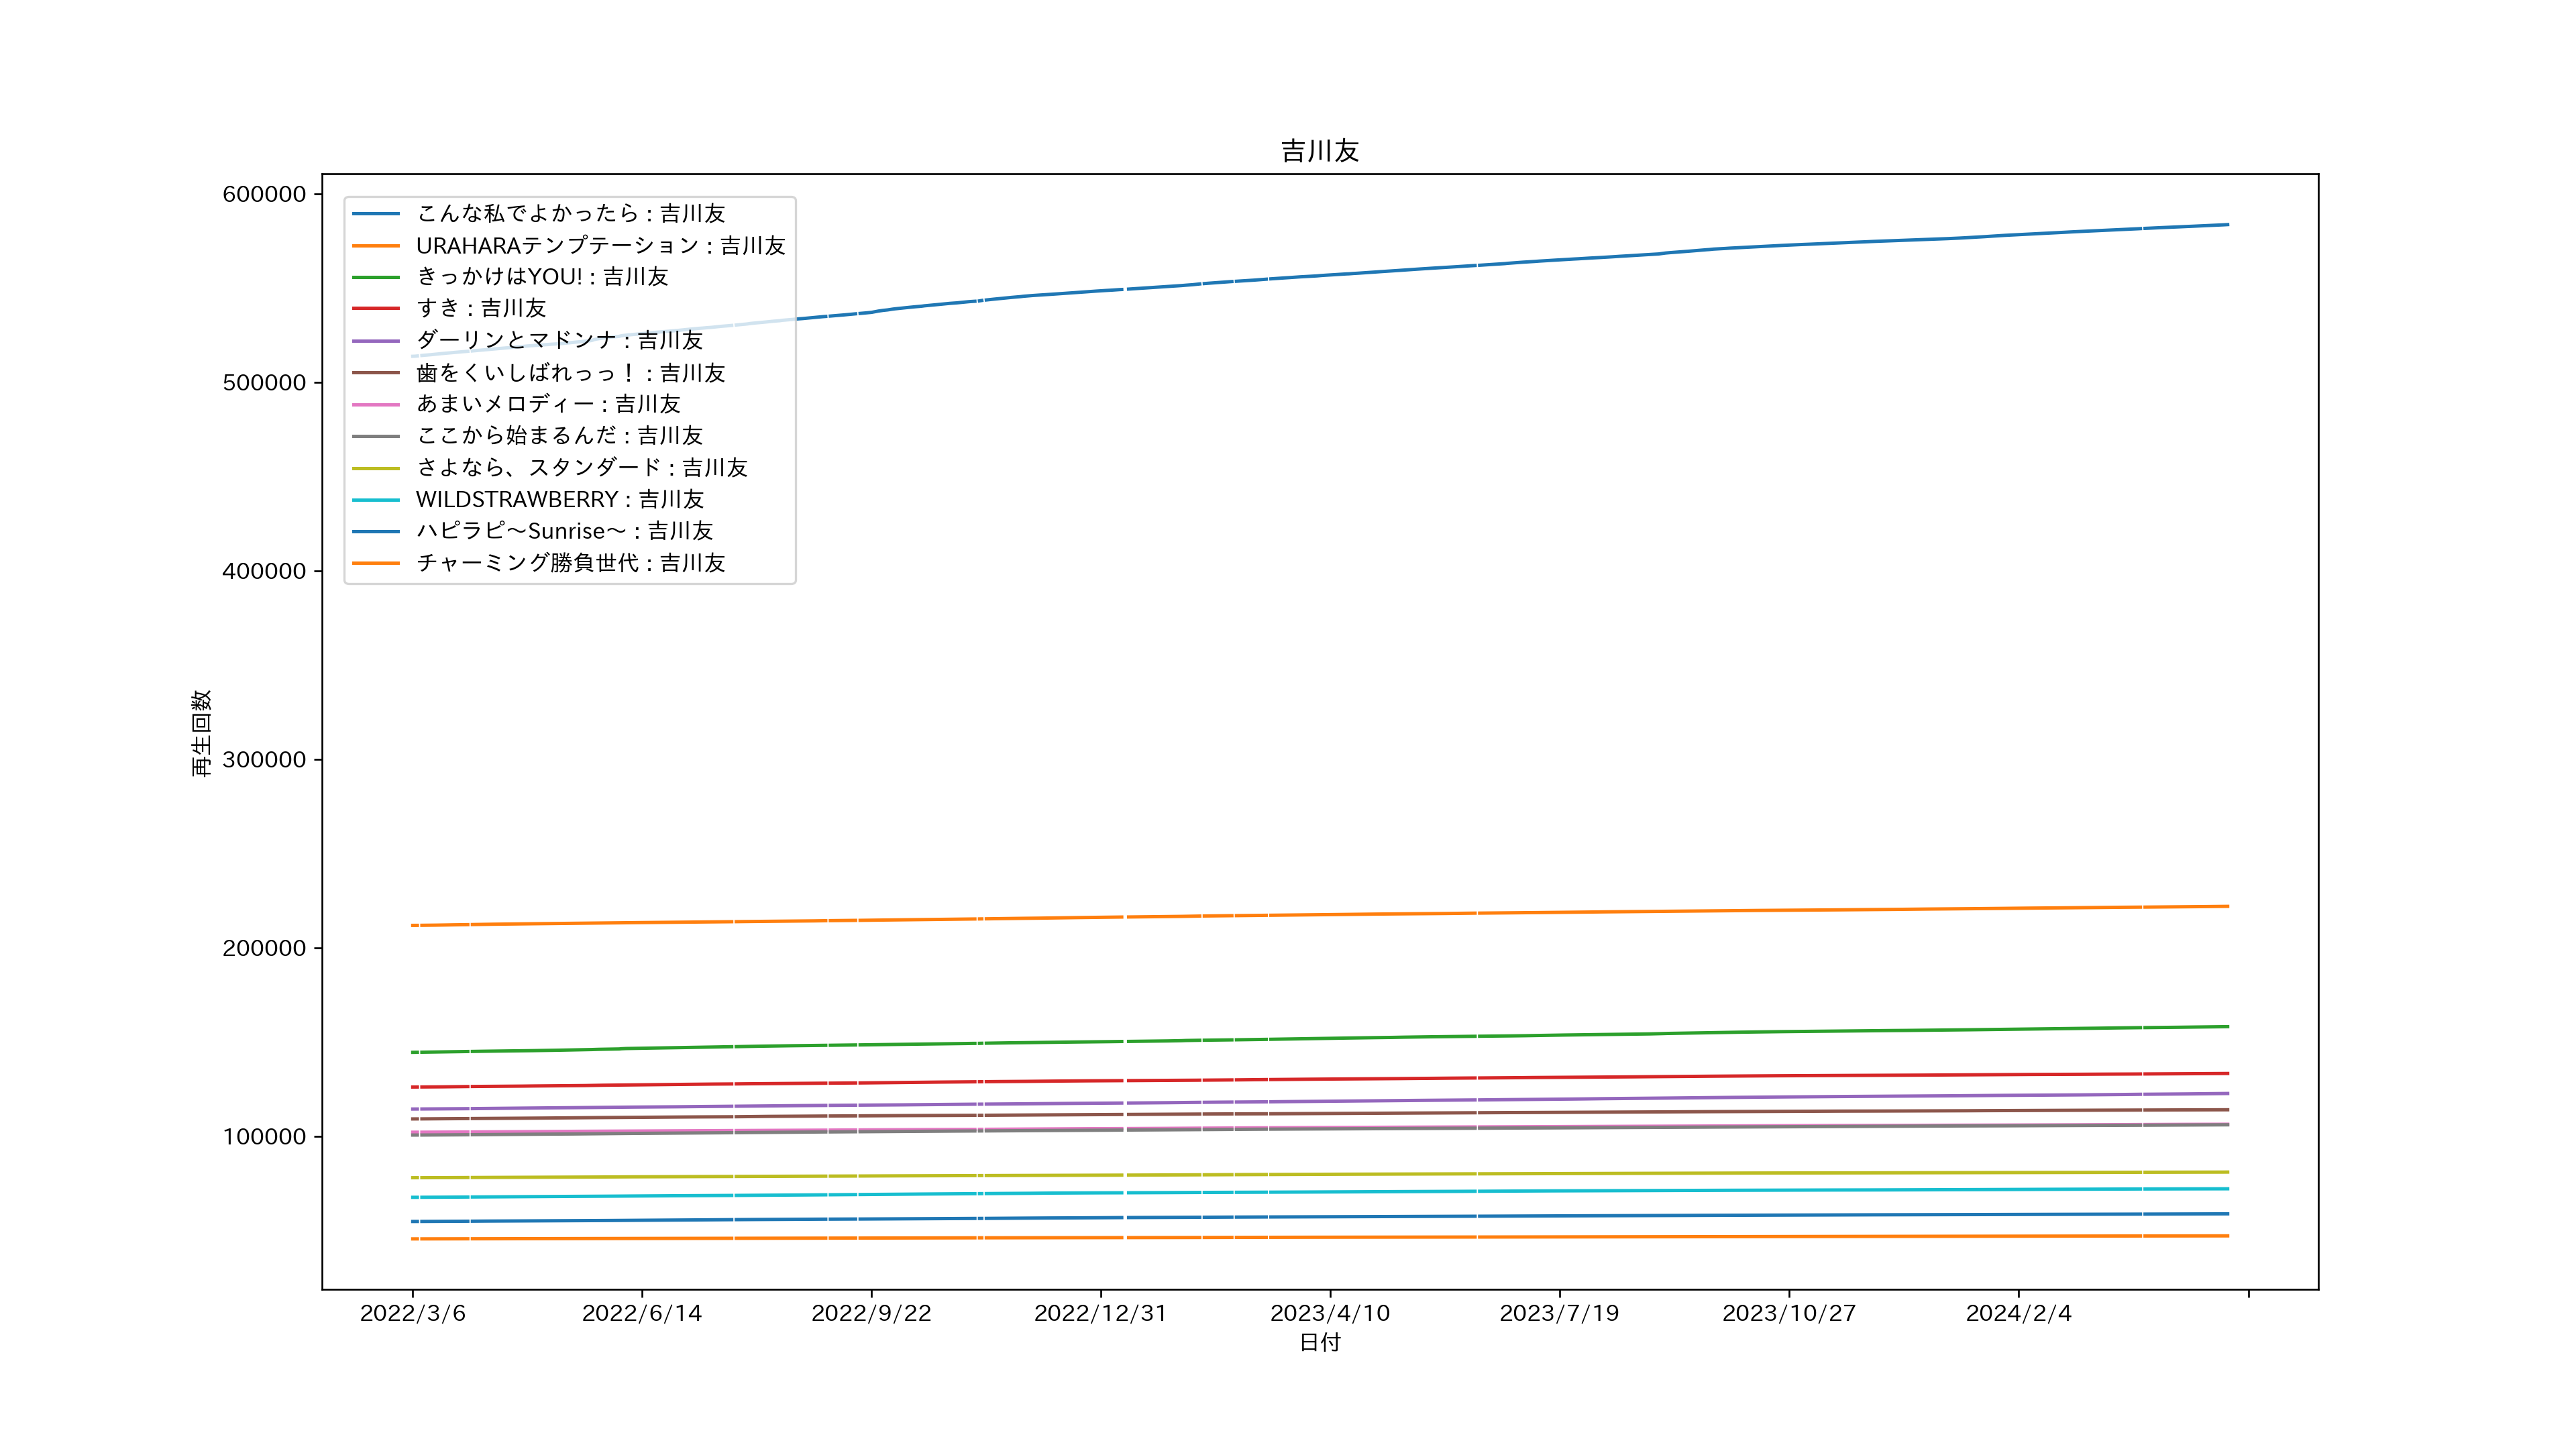 吉川友
600000
500000
400000
300000
200000
100000
再生回数
こんな私でよかったら : 吉川友
URAHARAテンプテーション : 吉川友
きっかけはYOU! : 吉川友
すき : 吉川友
ダーリンとマドンナ : 吉川友
歯をくいしばれっっ！ : 吉川友
あまいメロディー : 吉川友
ここから始まるんだ : 吉川友
さよなら、スタンダード : 吉川友
WILDSTRAWBERRY : 吉川友
ハピラピ～Sunrise～ : 吉川友
チャーミング勝負世代 : 吉川友
2022/3/6 2022/6/14 2022/9/22 2022/12/31 2023/4/10 2023/7/19 2023/10/27 2024/2/4
日付